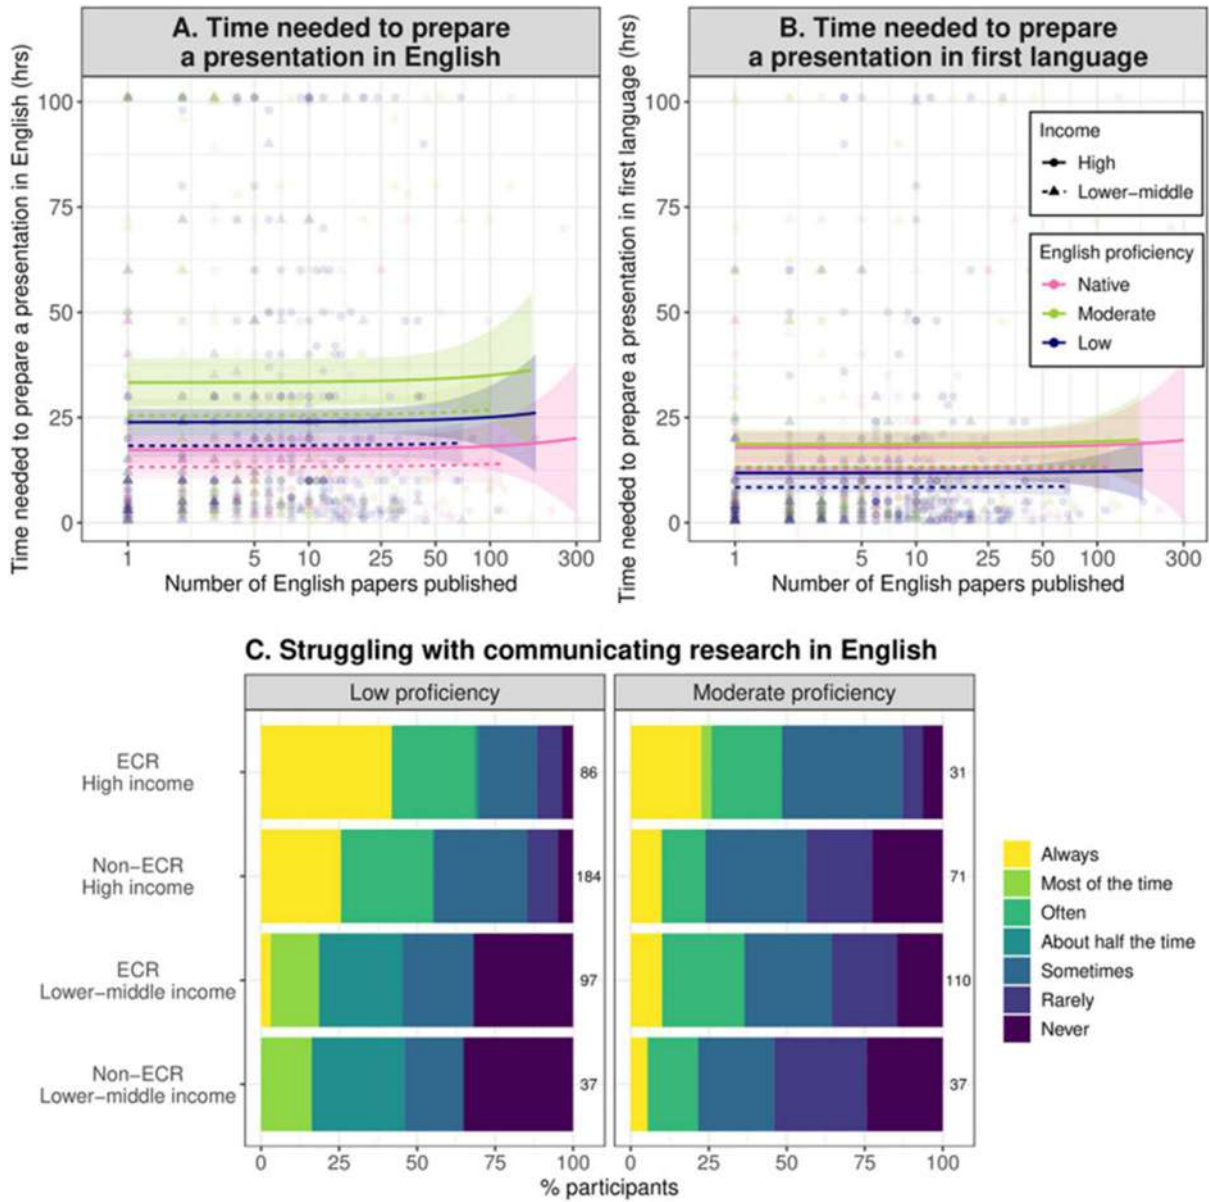 A. Time needed to prepare
a presentation in English
Time needed to prepare a presentation in English (hrs)
100
75
50
25
0
1
5
10
25
50
100
300
Number of English papers published
B. Time needed to prepare
a presentation in first language
Time needed to prepare a presentation in first language (hrs)
100
75
50
25
0
1
5
10
25
50
100
300
Number of English papers published
Income
High
Lower−middle
English proficiency
Native
Moderate
Low
C. Struggling with communicating research in English
Low proficiency
Moderate proficiency
ECR
High income
86
31
Non−ECR
High income
184
71
ECR
Lower−middle income
97
110
Non−ECR
Lower−middle income
37
37
0
25
50
75
100
0
25
50
75
100
% participants
Always
Most of the time
Often
About half the time
Sometimes
Rarely
Never